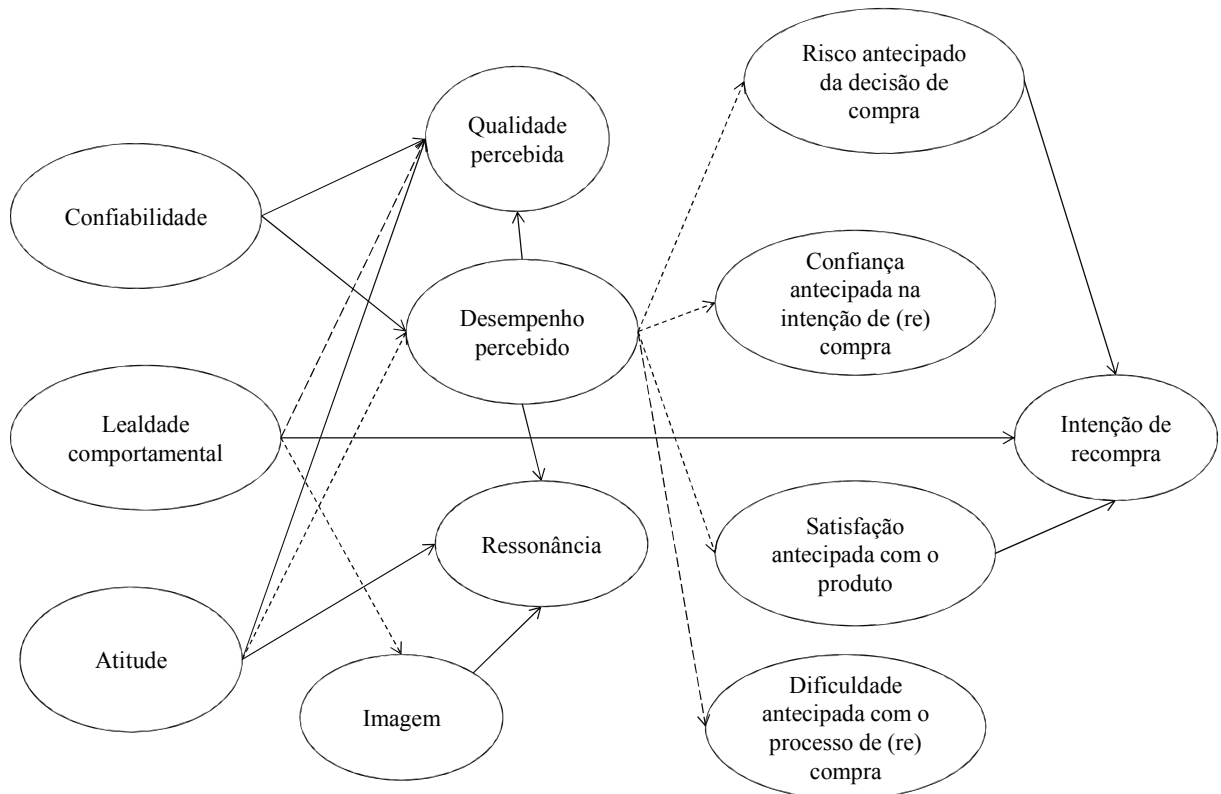 Risco antecipado
da decisão de
compra
Qualidade
percebida
Confiabilidade
Confiança
antecipada na
intenção de (re)
compra
Desempenho
percebido
Lealdade
comportamental
Intenção de
recompra
Ressonância
Satisfação
antecipada com o
produto
Atitude
Imagem
Dificuldade
antecipada com o
processo de (re)
compra